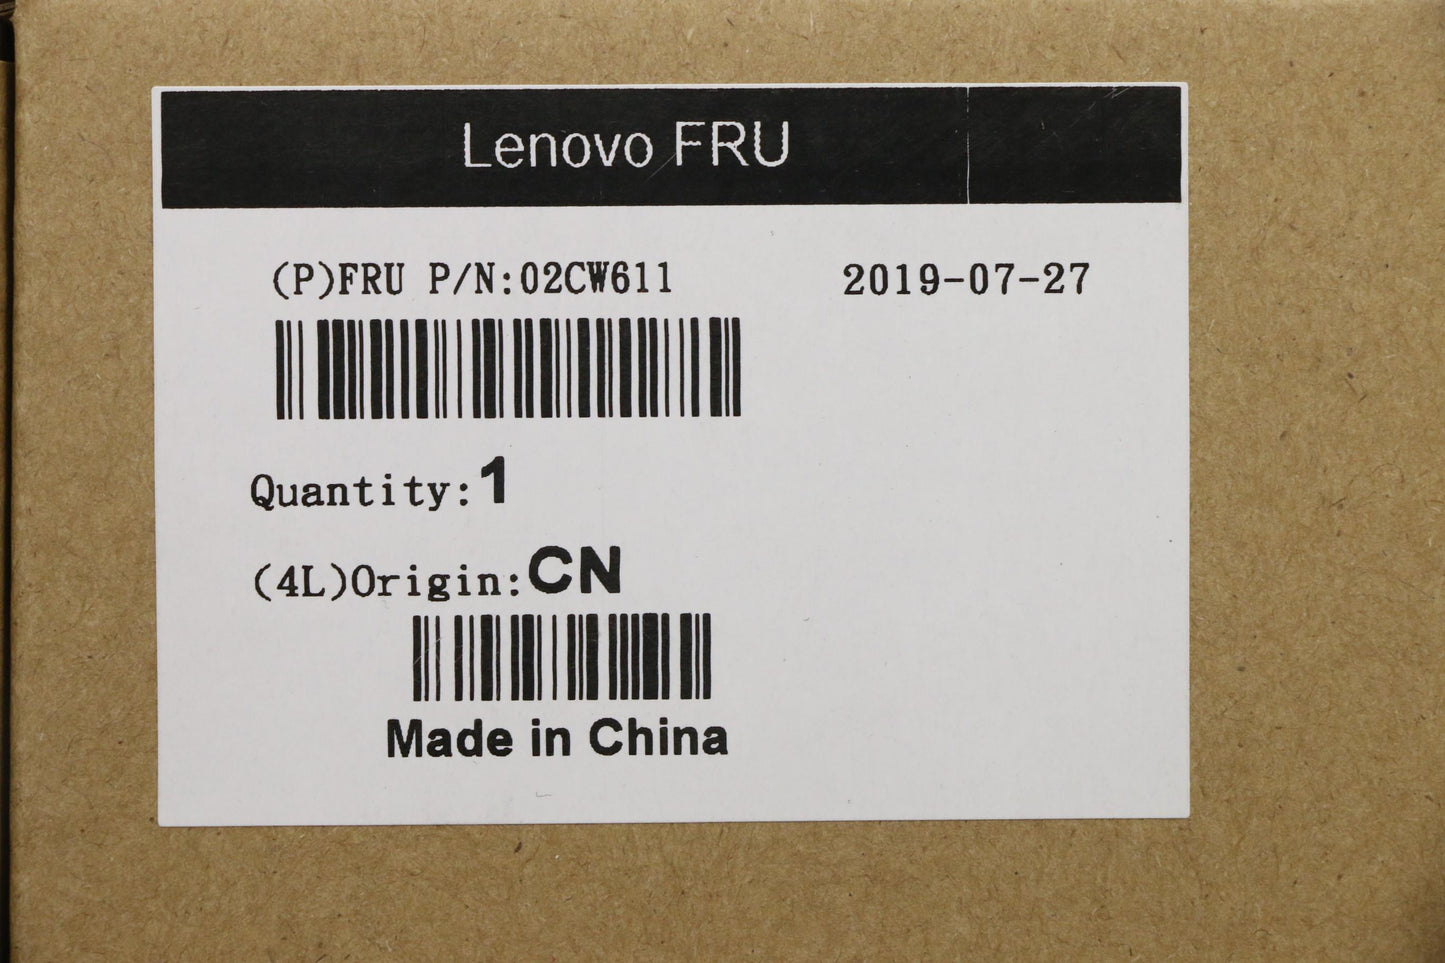 Lenovo FRU
(P)FRU P/N:02CW611 2019-07-27
Quantity:1
(4L)Origin:CN
Made in China